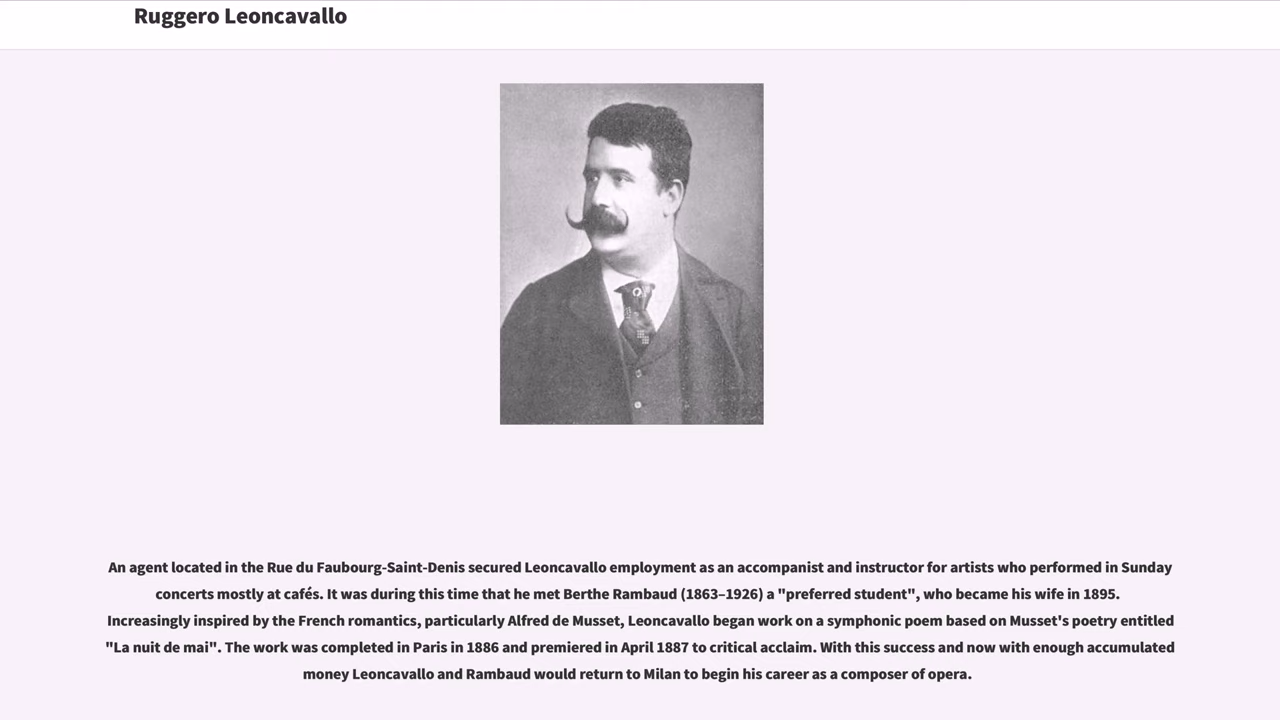 Ruggero Leoncavallo
An agent located in the Rue du Faubourg-Saint-Denis secured Leoncavallo employment as an accompanist and instructor for artists who performed in Sunday
concerts mostly at cafés. It was during this time that he met Berthe Rambaud (1863–1926) a "preferred student", who became his wife in 1895.
Increasingly inspired by the French romantics, particularly Alfred de Musset, Leoncavallo began work on a symphonic poem based on Musset's poetry entitled
"La nuit de mai". The work was completed in Paris in 1886 and premiered in April 1887 to critical acclaim. With this success and now with enough accumulated
money Leoncavallo and Rambaud would return to Milan to begin his career as a composer of opera.